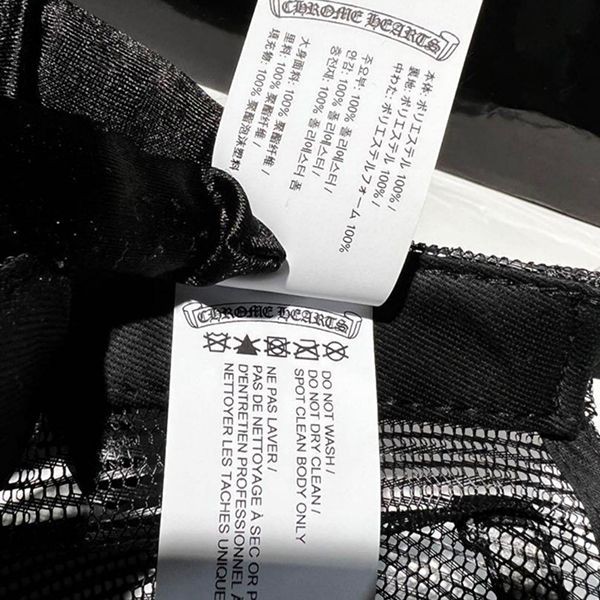 CHROME HEARTS
本体: ポリエステル 100% /
裏地: ポリエステル 100% /
中わた: ポリエステルフォーム 100%
주요부: 100% 폴리에스터 /
안감: 100% 폴리에스터 /
충전재: 100% 폴리에스터 폼
大身面料: 100% 聚酯纤维 /
里料: 100% 聚酯纤维 /
填充物: 100% 聚酯泡沫塑料
CHROME HEARTS
DO NOT WASH /
DO NOT DRY CLEAN /
SPOT CLEAN BODY ONLY
NE PAS LAVER /
PAS DE NETTOYAGE À SEC OR P
D'ENTRETIEN PROFESSIONNEL
NETTOYER LES TACHES UNIQUE